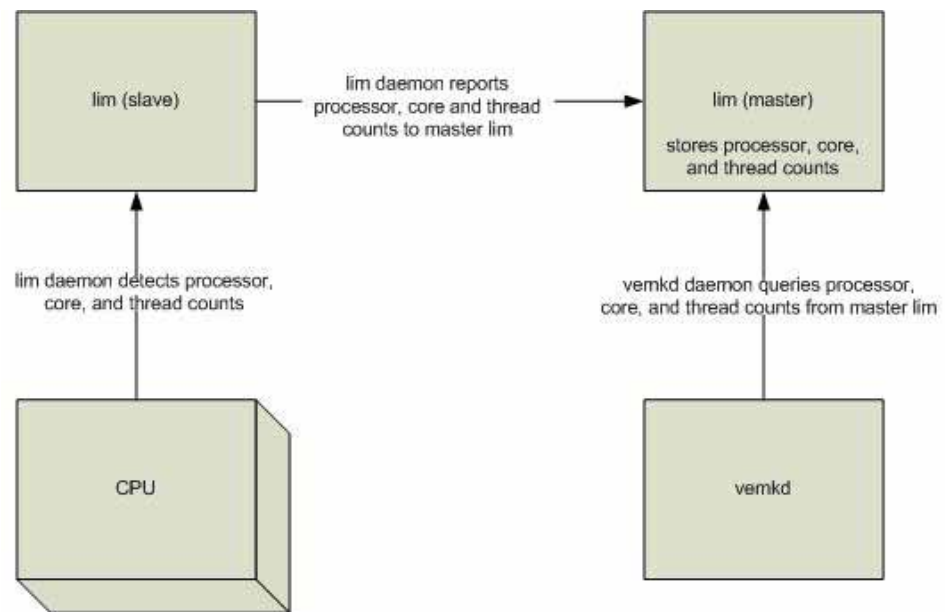 lim (slave)
lim daemon reports
processor, core and thread
counts to master lim
lim (master)
stores processor, core,
and thread counts
lim daemon detects processor,
core, and thread counts
vemkd daemon queries processor,
core, and thread counts from master lim
CPU
vemkd